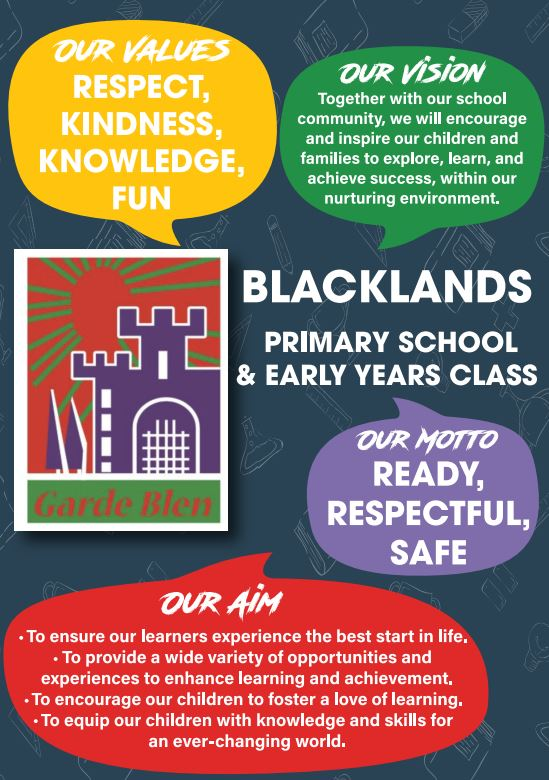 OUR VALUES
RESPECT,
KINDNESS,
KNOWLEDGE,
FUN
OUR VISION
Together with our school
community, we will encourage
and inspire our children and
families to explore, learn, and
achieve success, within our
nurturing environment.
BLACKLANDS
PRIMARY SCHOOL
& EARLY YEARS CLASS
Garde Bien
OUR MOTTO
READY,
RESPECTFUL,
SAFE
OUR AIM
• To ensure our learners experience the best start in life.
• To provide a wide variety of opportunities and
experiences to enhance learning and achievement.
• To encourage our children to foster a love of learning.
• To equip our children with knowledge and skills for
an ever-changing world.